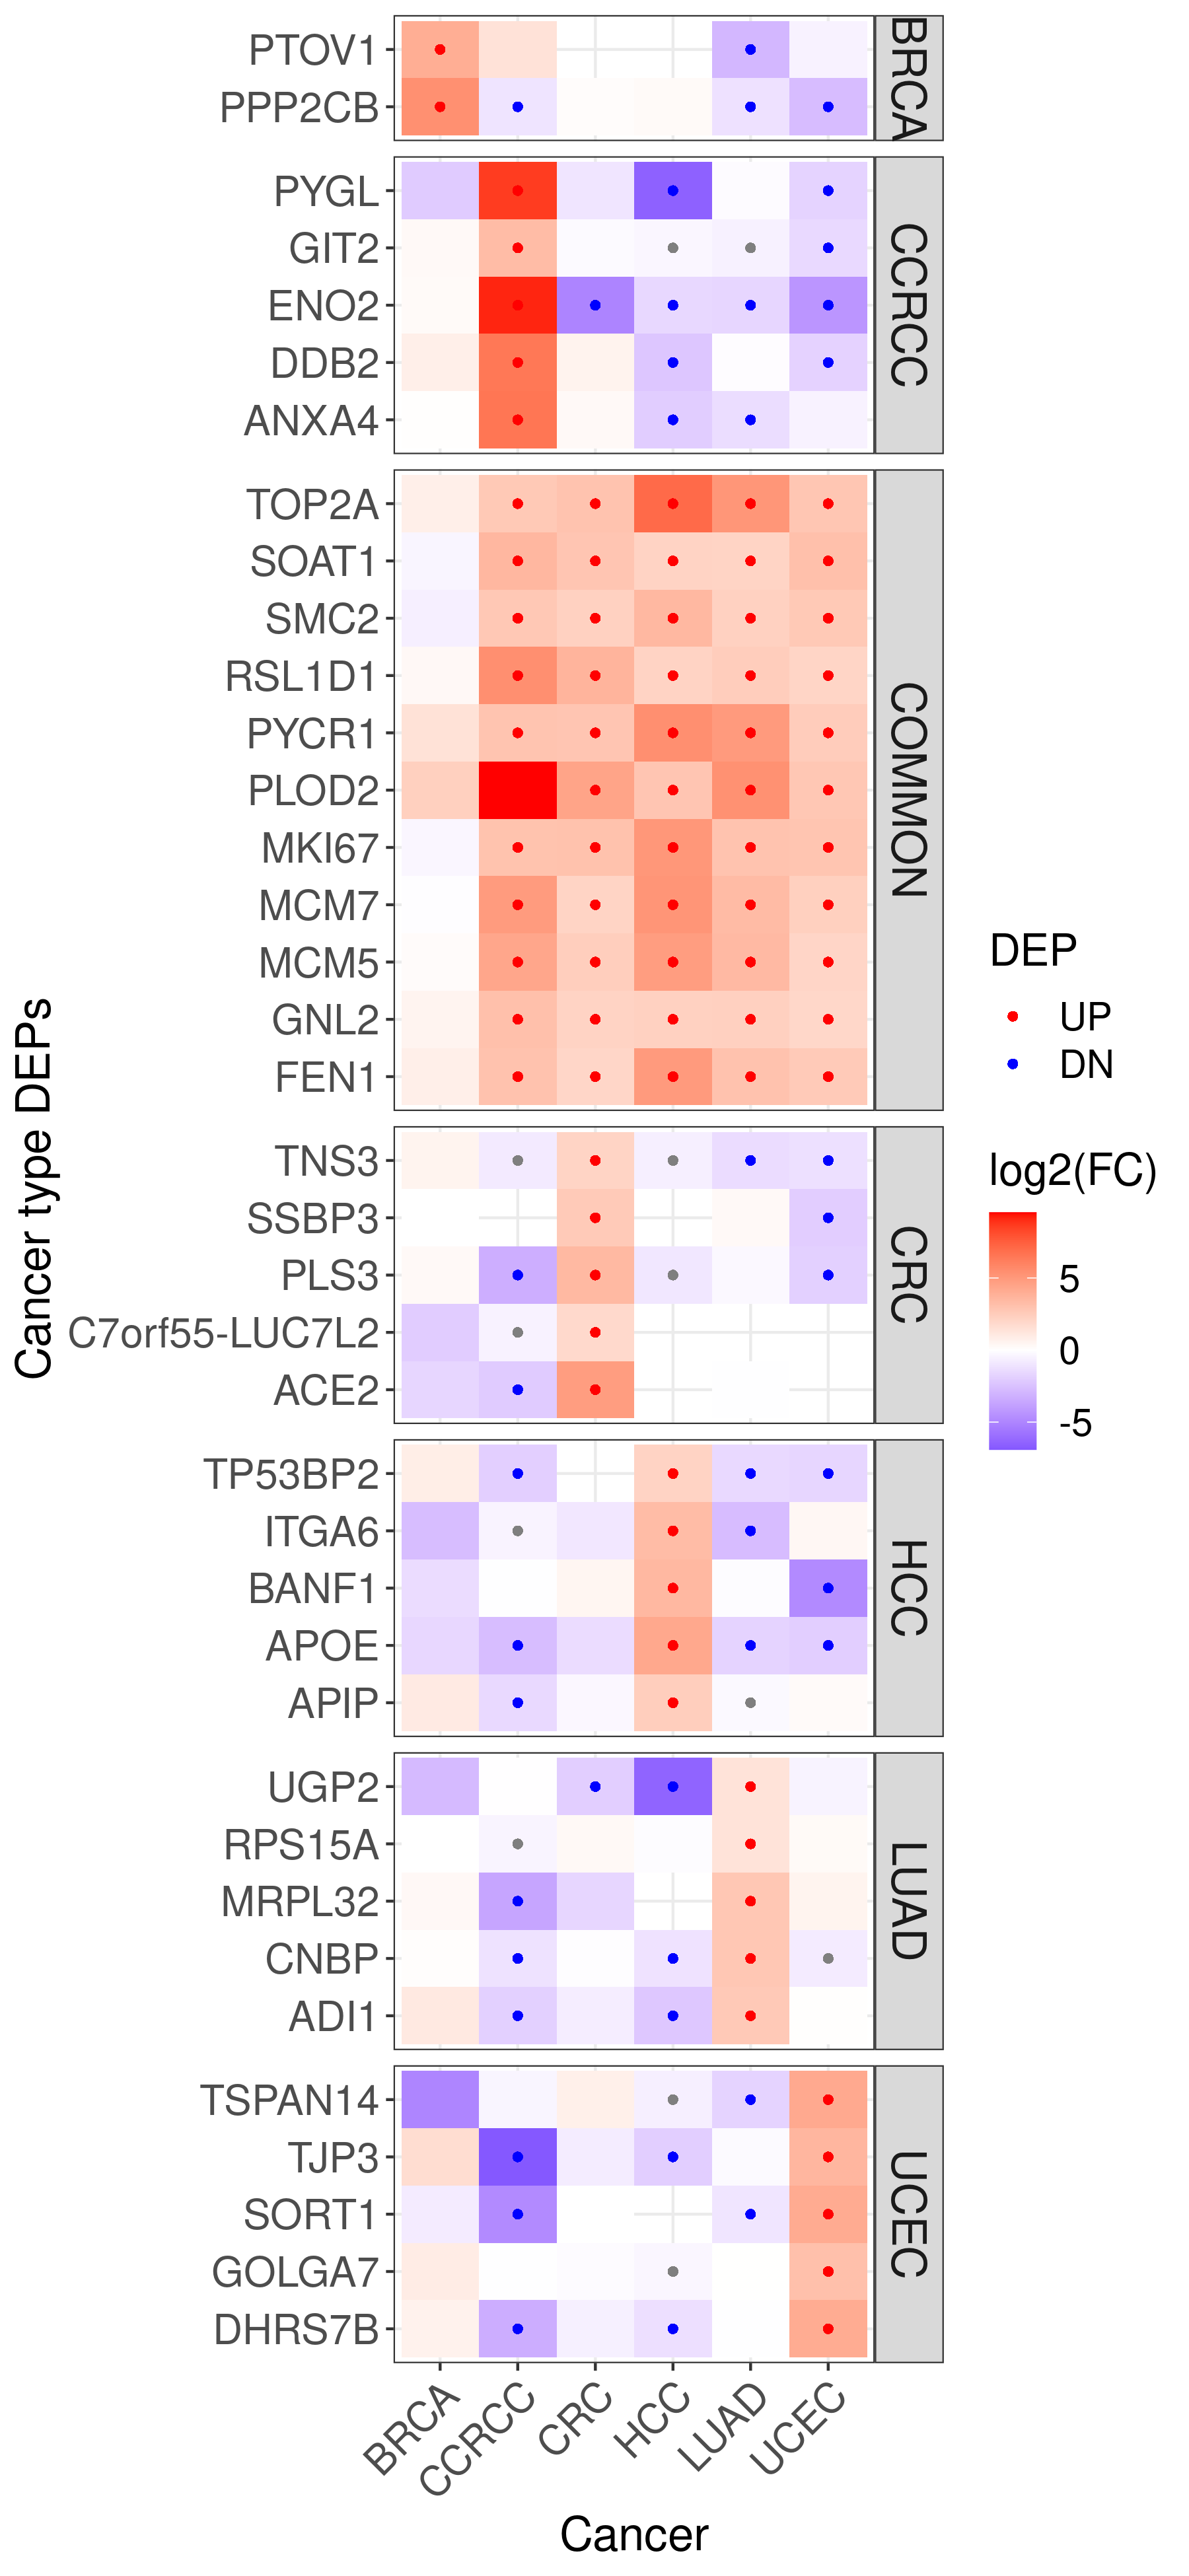 PTOV1
PPP2CB
BRCA
PYGL
GIT2
ENO2
DDB2
ANXA4
CCRCC
TOP2A
SOAT1
SMC2
RSL1D1
PYCR1
PLOD2
MKI67
MCM7
MCM5
GNL2
FEN1
COMMON
TNS3
SSBP3
PLS3
C7orf55-LUC7L2
ACE2
CRC
TP53BP2
ITGA6
BANF1
APOE
APIP
HCC
UGP2
RPS15A
MRPL32
CNBP
ADI1
LUAD
TSPAN14
TJP3
SORT1
GOLGA7
DHRS7B
UCEC
Cancer type DEPs
BRCA
CCRCC
CRC
HCC
LUAD
UCEC
Cancer
DEP
UP
DN
log2(FC)
5
0
-5